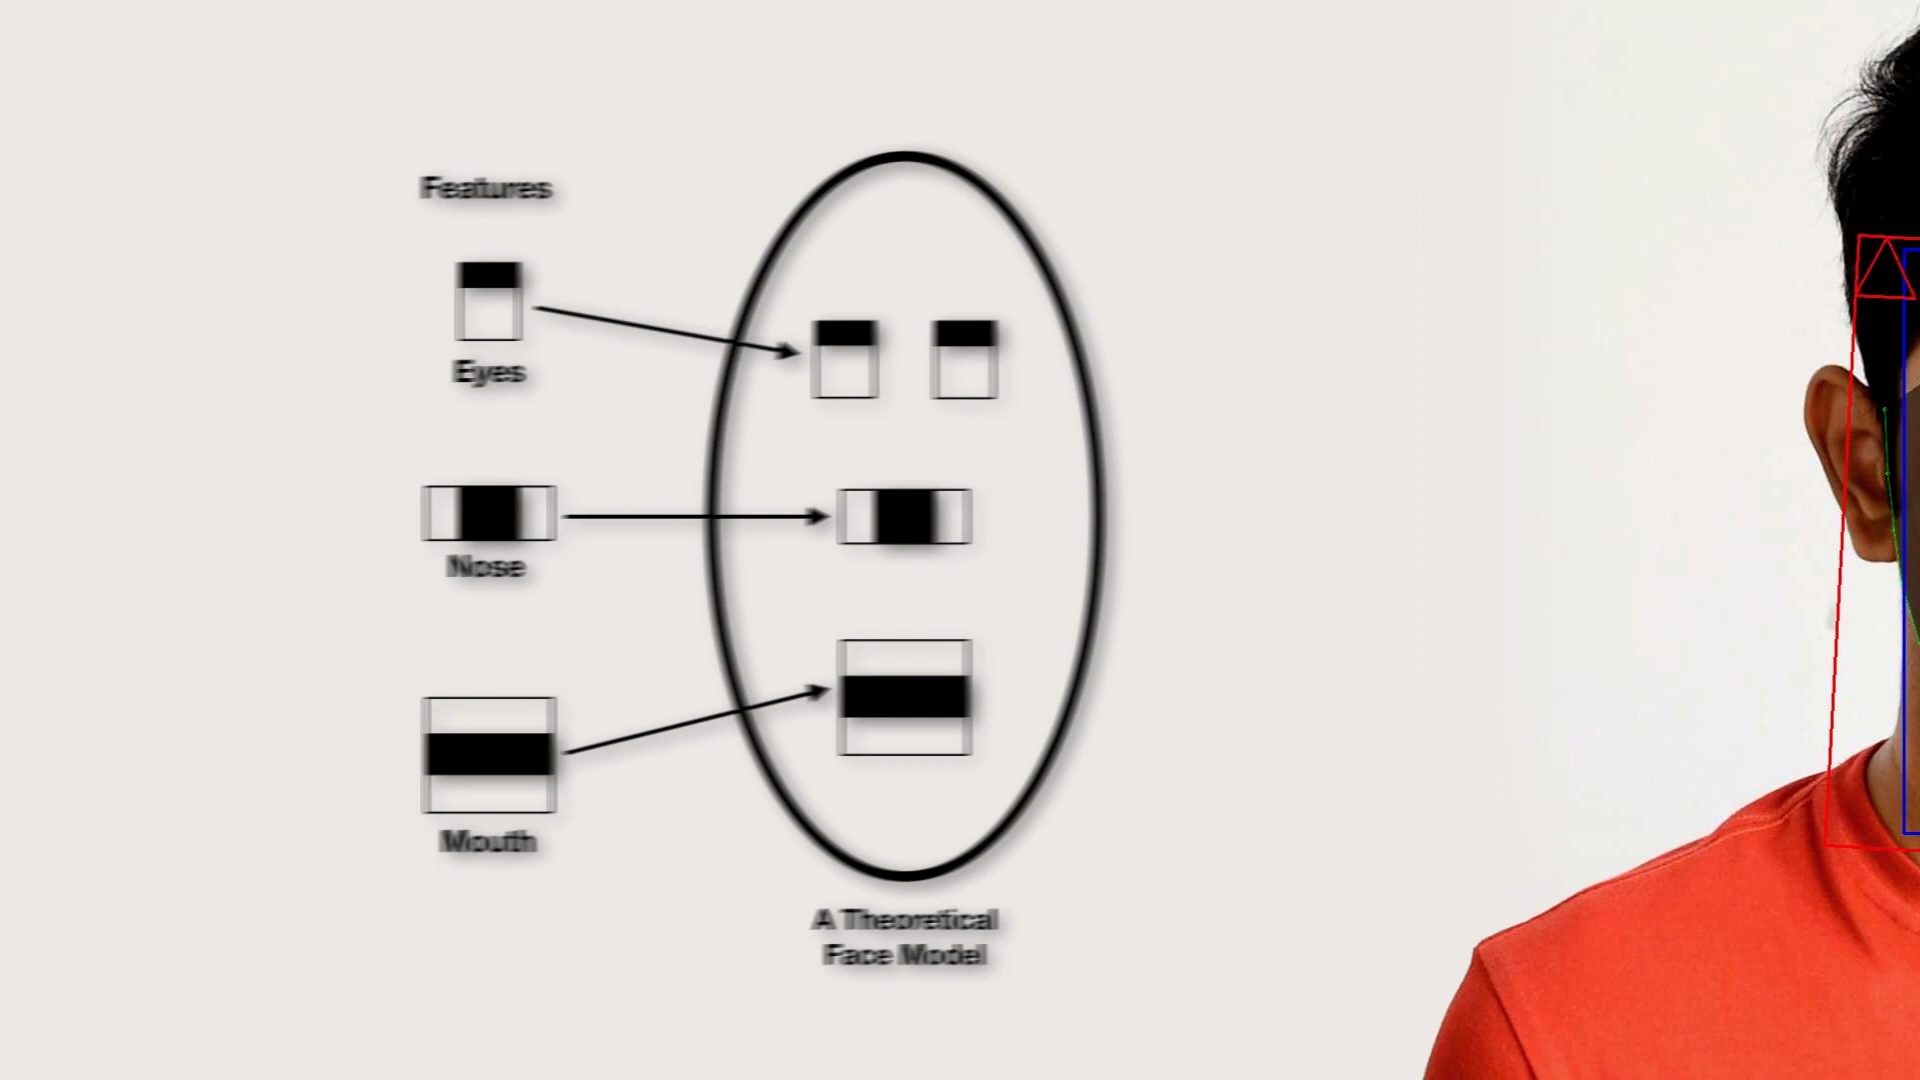 Features
Eyes
Nose
Mouth
A Theoretical
Face Model